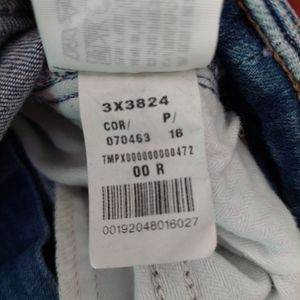 3X3824
COR/ P/
070463 16
TMPX000000000472
00 R
00192048016027